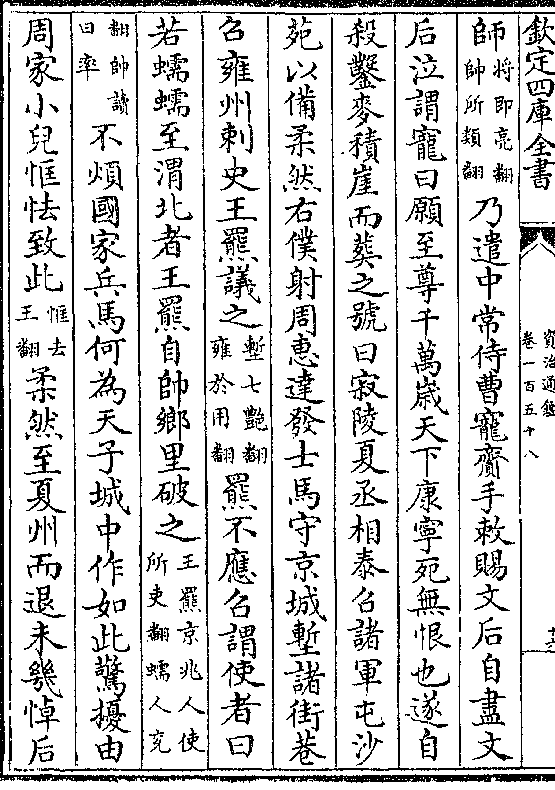 欽定四庫全書
資治通鑑
卷一百五十八
師將即亮翻帥所類翻乃遣中常侍曹寵齎手敕賜文后自盡文
后泣謂寵曰願至尊千萬歲天下康寧死無恨也遂自
殺鑿麥積崖而葬之號曰寂陵夏丞相泰召諸軍屯沙
苑以備柔然右僕射周惠達發士馬守京城塹諸街巷
召雍州刺史王羆議之塹七艷翻雍於用翻羆不應召謂使者曰
若蠕蠕至渭北者王羆自帥鄉里破之王羆京兆人使所吏翻蠕人兖
翻帥讀曰率不煩國家兵馬何為天子城中作如此驚擾由
周家小兒恇怯致此恇去王翻柔然至夏州而退未幾悼后